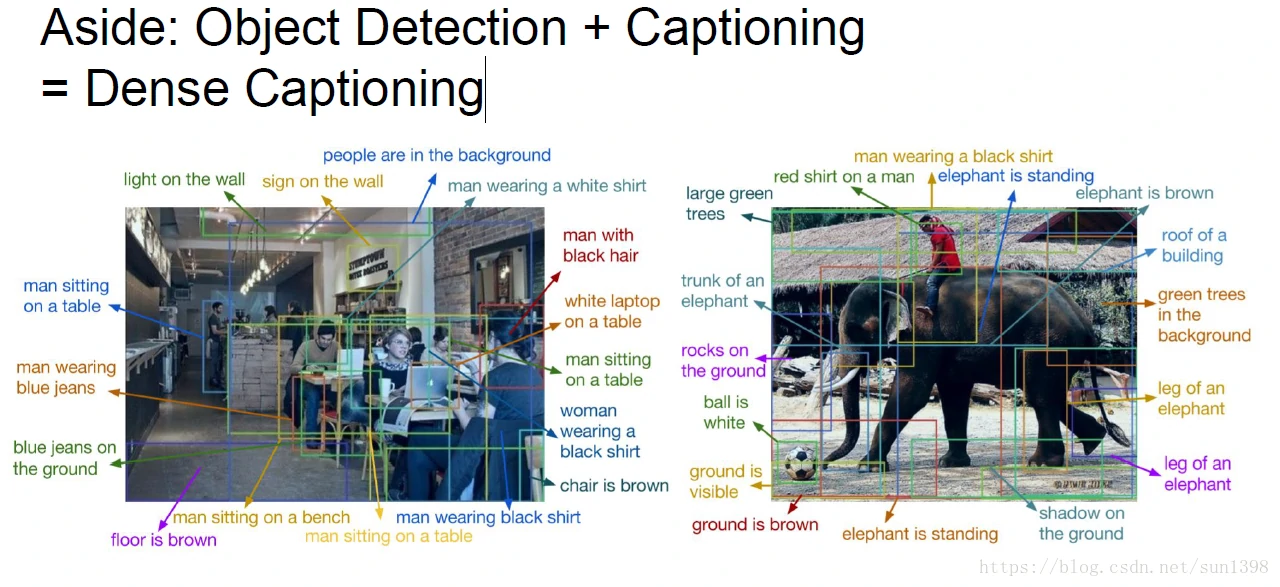 Aside: Object Detection + Captioning
= Dense Captioning
people are in the background
light on the wall
sign on the wall
man wearing a white shirt
man with
black hair
man sitting
on a table
white laptop
on a table
man wearing
blue jeans
man sitting
on a table
woman
wearing a
black shirt
blue jeans on
the ground
chair is brown
man sitting on a bench
man wearing black shirt
man sitting on a table
floor is brown
STUMPTOWN
COFFEE ROASTERS
man wearing a black shirt
red shirt on a man
elephant is standing
large green
trees
elephant is brown
roof of a
building
trunk of an
elephant
green trees
in the
background
rocks on
the ground
leg of an
elephant
ball is
white
ground is
visible
leg of an
elephant
ground is brown
elephant is standing
shadow on
the ground
https://blog.csdn.net/sun1398